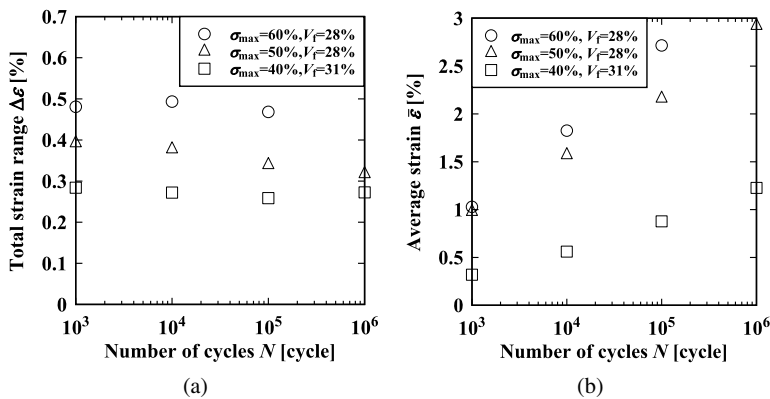 0.7
0.6
0.5
0.4
0.3
0.2
0.1
0
Total strain range Δε [%]
σmax=60%,Vf=28%
σmax=50%,Vf=28%
σmax=40%,Vf=31%
10³ 10⁴ 10⁵ 10⁶
Number of cycles N [cycle]
(a)
3
2.5
2
1.5
1
0.5
0
Average strain ε̄ [%]
σmax=60%, Vf=28%
σmax=50%, Vf=28%
σmax=40%, Vf=31%
10³ 10⁴ 10⁵ 10⁶
Number of cycles N [cycle]
(b)